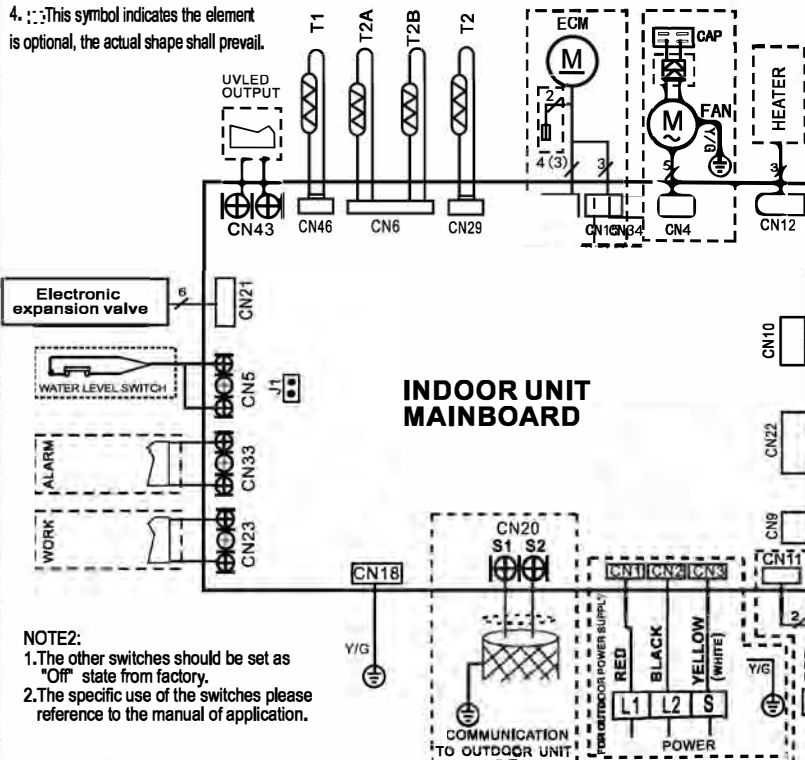 4. This symbol indicates the element
is optional, the actual shape shall prevail.
UVLED
OUTPUT
T1
T2A
T2B
T2
ECM
M
2
4 (3)
3
CAP
M
~
FAN
Y/G
5
HEATER
3
CN43
CN46
CN6
CN29
CN15
CN34
CN4
CN12
Electronic
expansion valve
6
CN21
WATER LEVEL SWITCH
CN5
J1
ALARM
CN33
WORK
CN23
INDOOR UNIT
MAINBOARD
CN10
CN22
CN9
CN11
2
CN18
Y/G
CN20
S1 S2
COMMUNICATION
TO OUTDOOR UNIT
CN1 CN2 CN3
FOR OUTDOOR POWER SUPPLY
RED
BLACK
YELLOW
(WHITE)
L1 L2 S
POWER
Y/G
NOTE2:
1.The other switches should be set as
"Off" state from factory.
2.The specific use of the switches please
reference to the manual of application.